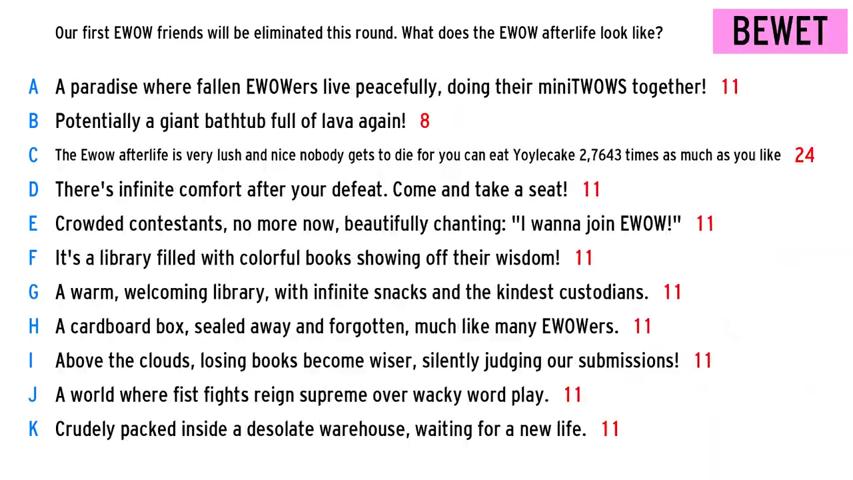 Our first EWOW friends will be eliminated this round. What does the EWOW afterlife look like?
BEWET
A A paradise where fallen EWOWers live peacefully, doing their miniTWOWS together! 11
B Potentially a giant bathtub full of lava again! 8
C The Ewow afterlife is very lush and nice nobody gets to die for you can eat Yoylecake 2,7643 times as much as you like 24
D There's infinite comfort after your defeat. Come and take a seat! 11
E Crowded contestants, no more now, beautifully chanting: "I wanna join EWOW!" 11
F It's a library filled with colorful books showing off their wisdom! 11
G A warm, welcoming library, with infinite snacks and the kindest custodians. 11
H A cardboard box, sealed away and forgotten, much like many EWOWers. 11
I Above the clouds, losing books become wiser, silently judging our submissions! 11
J A world where fist fights reign supreme over wacky word play. 11
K Crudely packed inside a desolate warehouse, waiting for a new life. 11